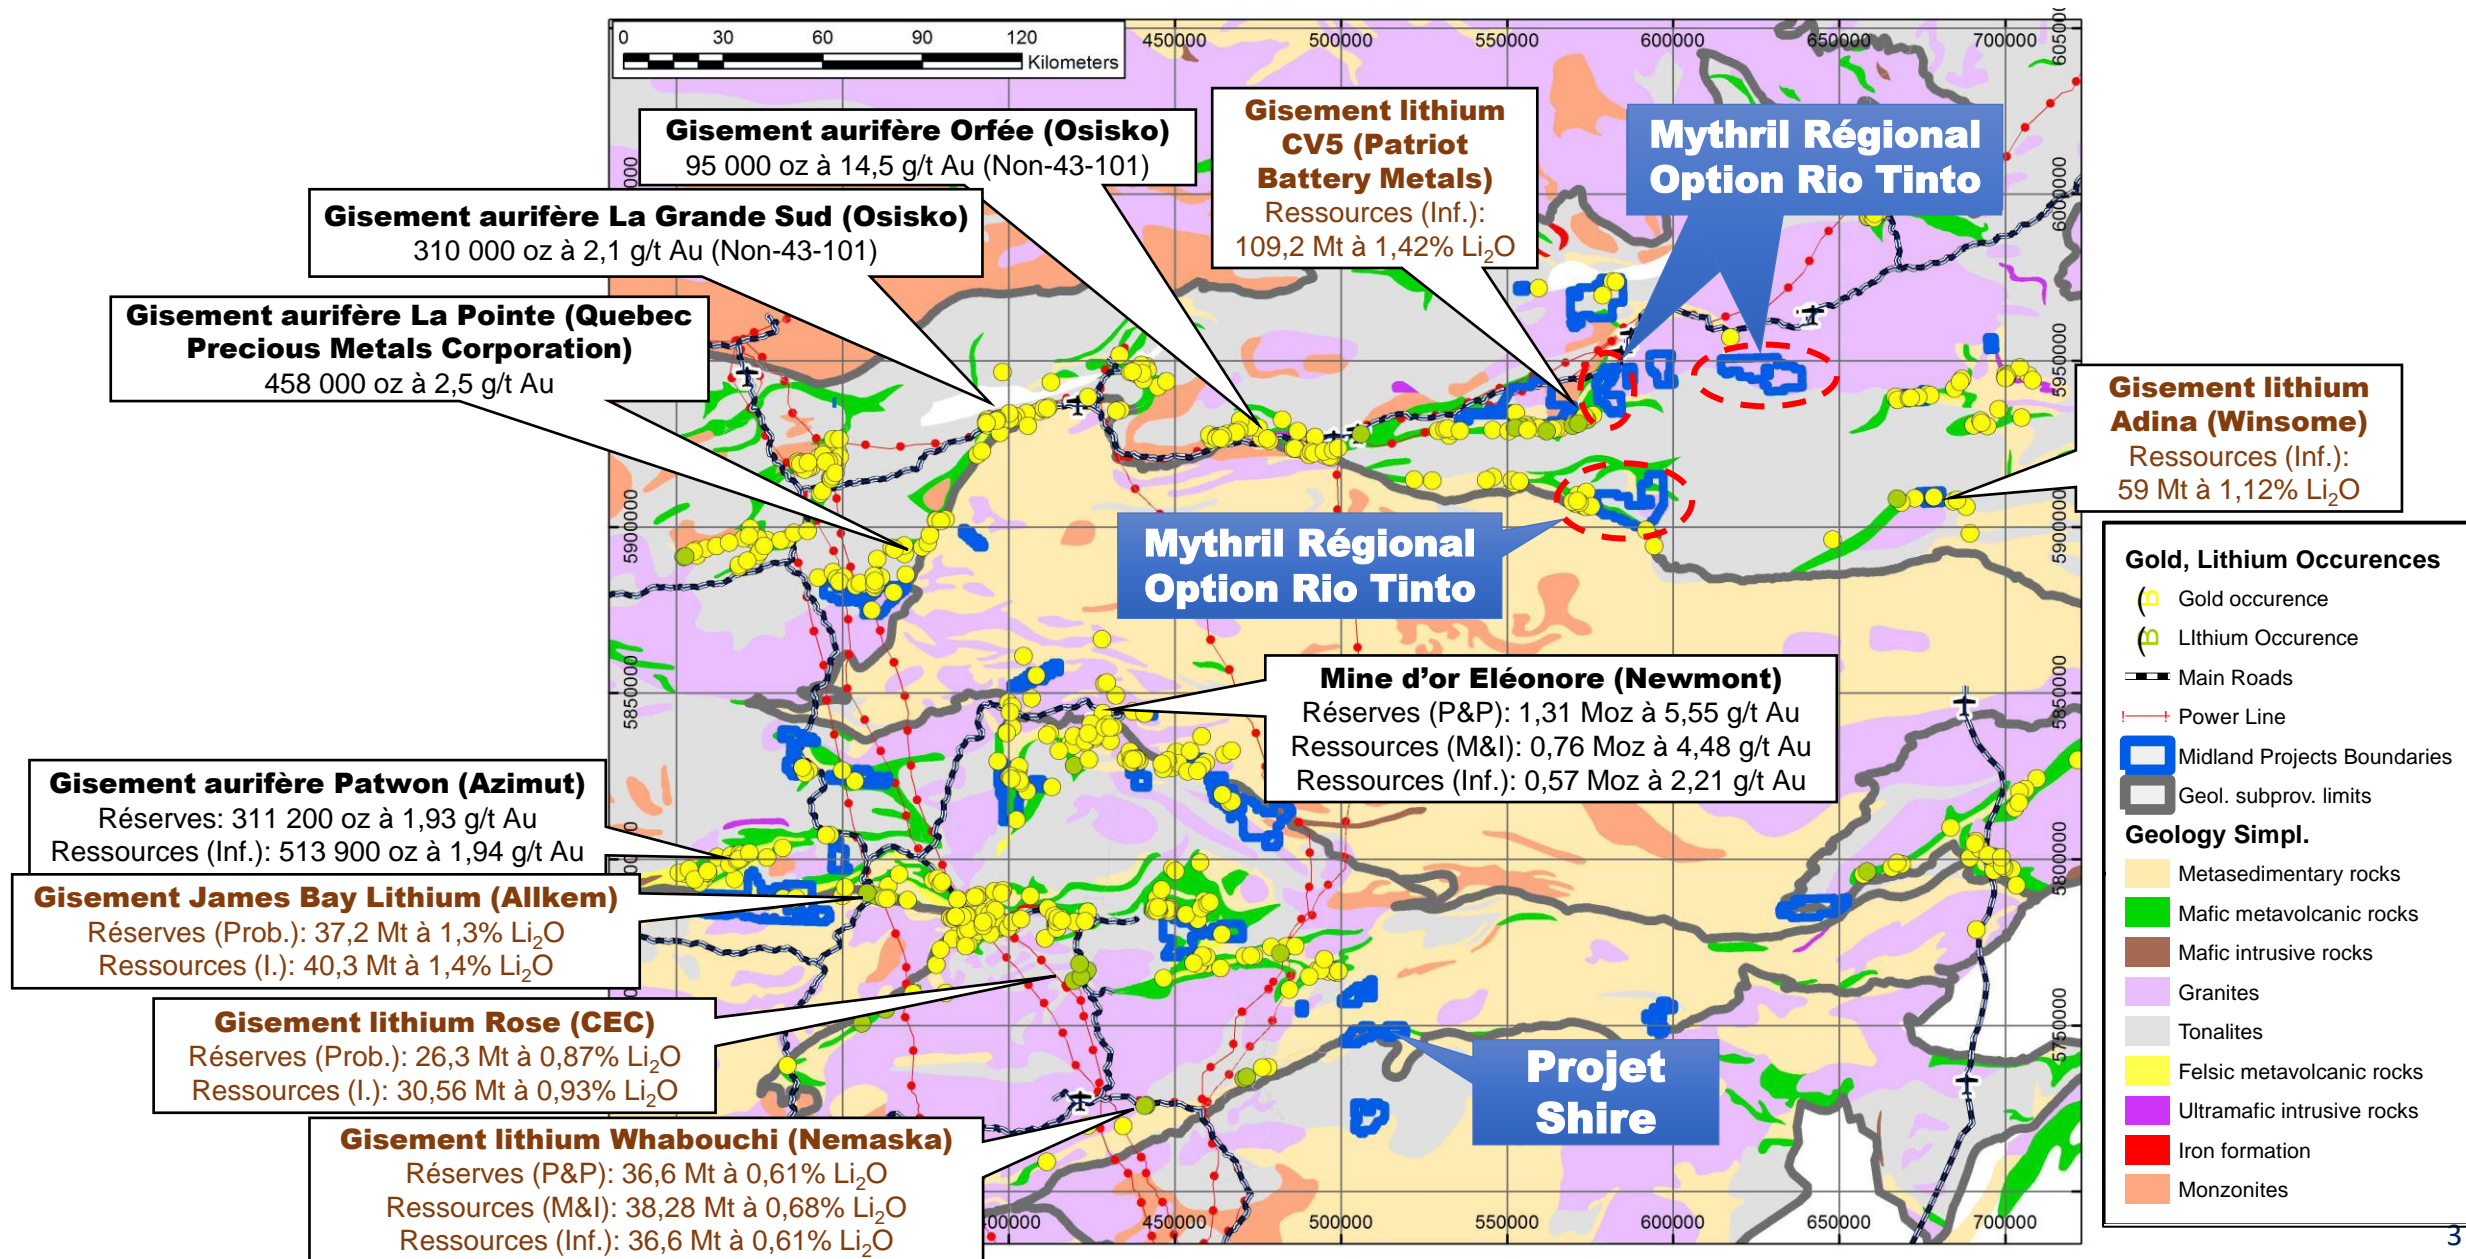 0 30 60 90 120
Kilometers
450000 500000 550000 600000 650000 700000
Gisement aurifère Orfée (Osisko)
95 000 oz à 14,5 g/t Au (Non-43-101)
Gisement lithium
CV5 (Patriot
Battery Metals)
Ressources (Inf.):
109,2 Mt à 1,42% Li₂O
Mythril Régional
Option Rio Tinto
Gisement aurifère La Grande Sud (Osisko)
310 000 oz à 2,1 g/t Au (Non-43-101)
Gisement aurifère La Pointe (Quebec
Precious Metals Corporation)
458 000 oz à 2,5 g/t Au
Gisement lithium
Adina (Winsome)
Ressources (Inf.):
59 Mt à 1,12% Li₂O
Mythril Régional
Option Rio Tinto
Mine d'or Eléonore (Newmont)
Réserves (P&P): 1,31 Moz à 5,55 g/t Au
Ressources (M&I): 0,76 Moz à 4,48 g/t Au
Ressources (Inf.): 0,57 Moz à 2,21 g/t Au
Gisement aurifère Patwon (Azimut)
Réserves: 311 200 oz à 1,93 g/t Au
Ressources (Inf.): 513 900 oz à 1,94 g/t Au
Gisement James Bay Lithium (Allkem)
Réserves (Prob.): 37,2 Mt à 1,3% Li₂O
Ressources (I.): 40,3 Mt à 1,4% Li₂O
Gisement lithium Rose (CEC)
Réserves (Prob.): 26,3 Mt à 0,87% Li₂O
Ressources (I.): 30,56 Mt à 0,93% Li₂O
Gisement lithium Whabouchi (Nemaska)
Réserves (P&P): 36,6 Mt à 0,61% Li₂O
Ressources (M&I): 38,28 Mt à 0,68% Li₂O
Ressources (Inf.): 36,6 Mt à 0,61% Li₂O
Projet
Shire
5900000
5850000
6000000
5950000
5900000
5850000
5800000
5750000
450000 500000 550000 600000 650000 700000
Gold, Lithium Occurences
Gold occurence
LIthium Occurence
Main Roads
Power Line
Midland Projects Boundaries
Geol. subprov. limits
Geology Simpl.
Metasedimentary rocks
Mafic metavolcanic rocks
Mafic intrusive rocks
Granites
Tonalites
Felsic metavolcanic rocks
Ultramafic intrusive rocks
Iron formation
Monzonites
3